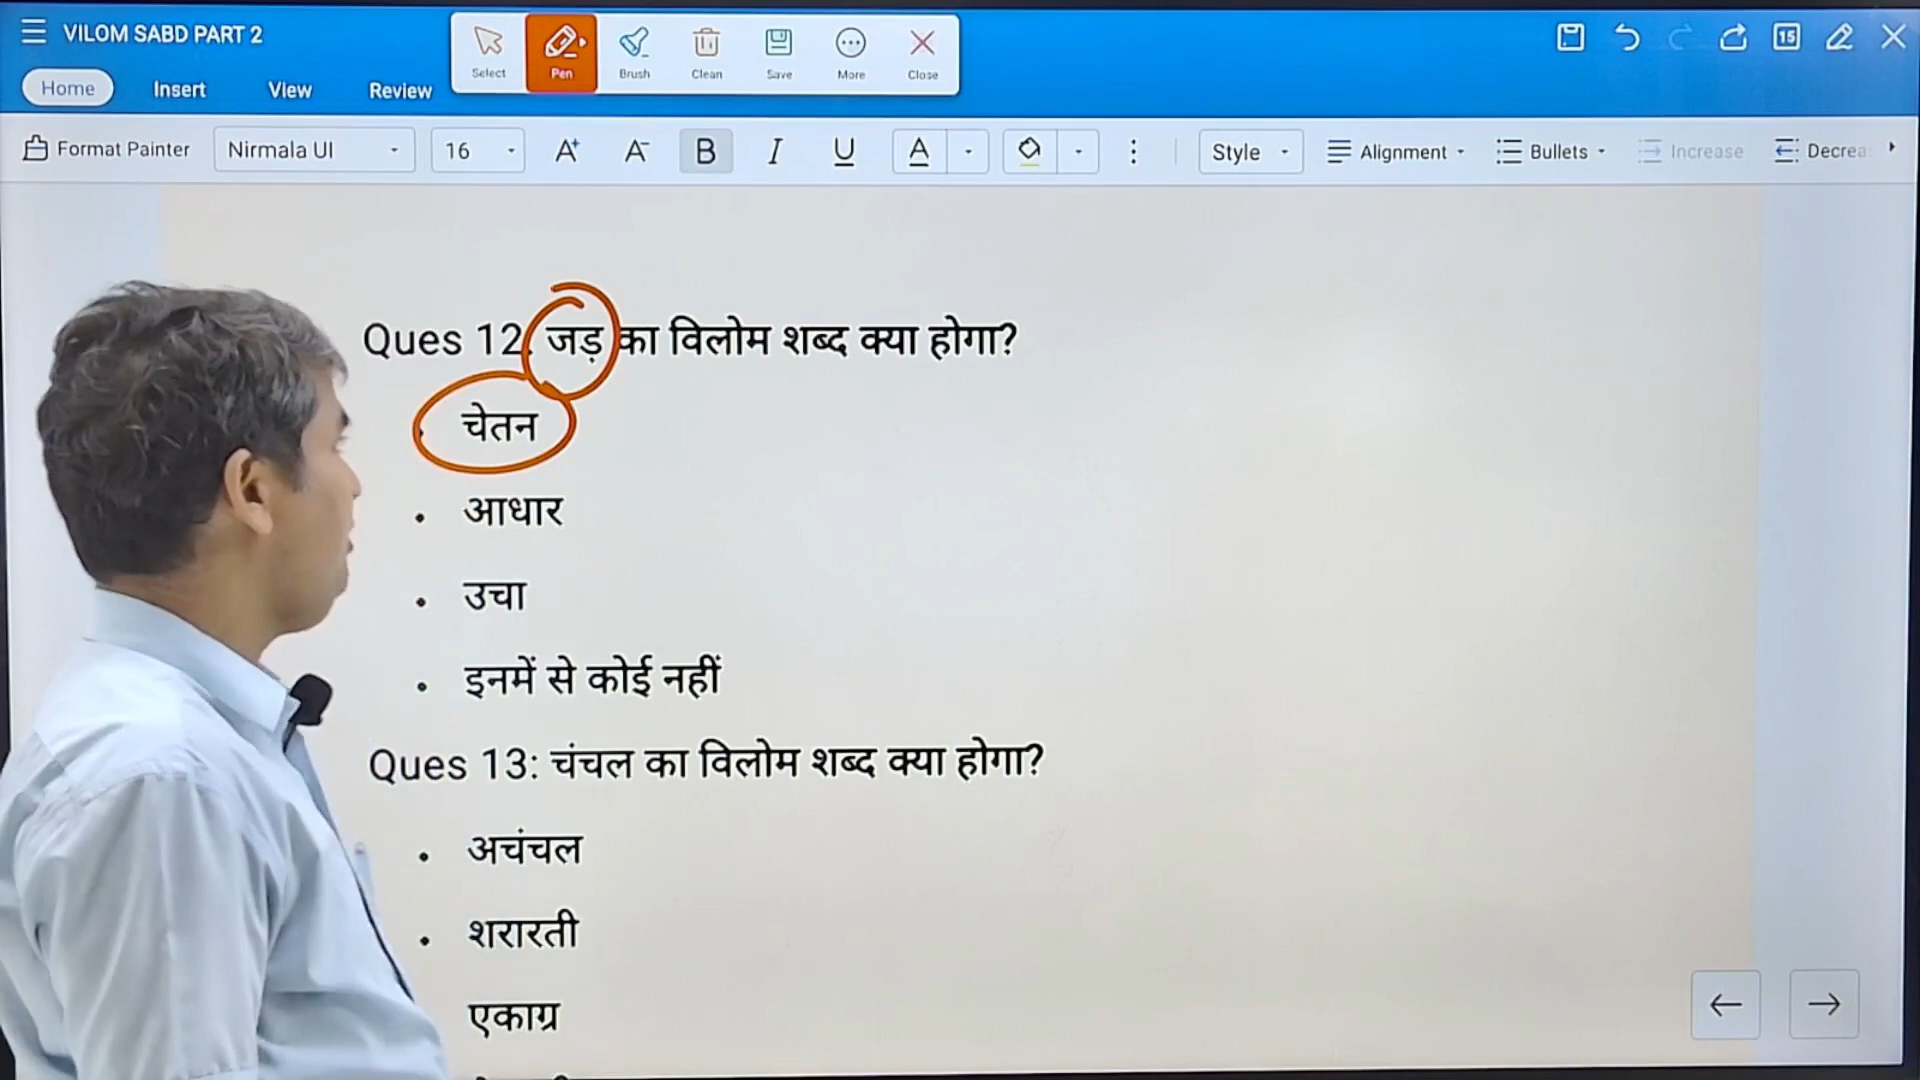 VILOM SABD PART 2
Select Pen Brush Clean Save More Close
15
Home Insert View Review
Format Painter Nirmala UI 16 A+ A- B I U A Style Alignment Bullets Increase Decrea
Ques 12. जड़ का विलोम शब्द क्या होगा?
चेतन
• आधार
• उचा
• इनमें से कोई नहीं
Ques 13: चंचल का विलोम शब्द क्या होगा?
• अचंचल
• शरारती
एकाग्र